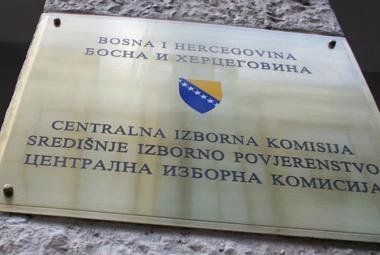 BOSNA I HERCEGOVINA
БОСНА И ХЕРЦЕГОВИНА
CENTRALNA IZBORNA KOMISIJA
SREDIŠNJE IZBORNO POVJERENSTVO
ЦЕНТРАЛНА ИЗБОРНА КОМИСИЈА